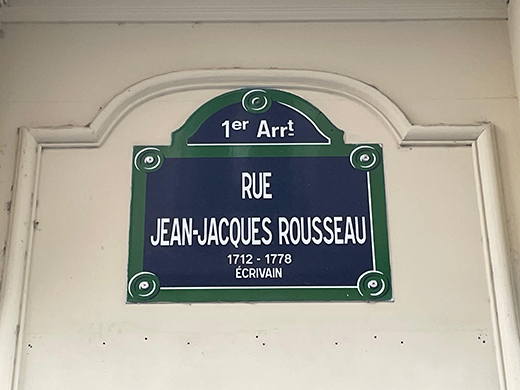 1er Arrt
RUE
JEAN-JACQUES ROUSSEAU
1712 - 1778
ÉCRIVAIN